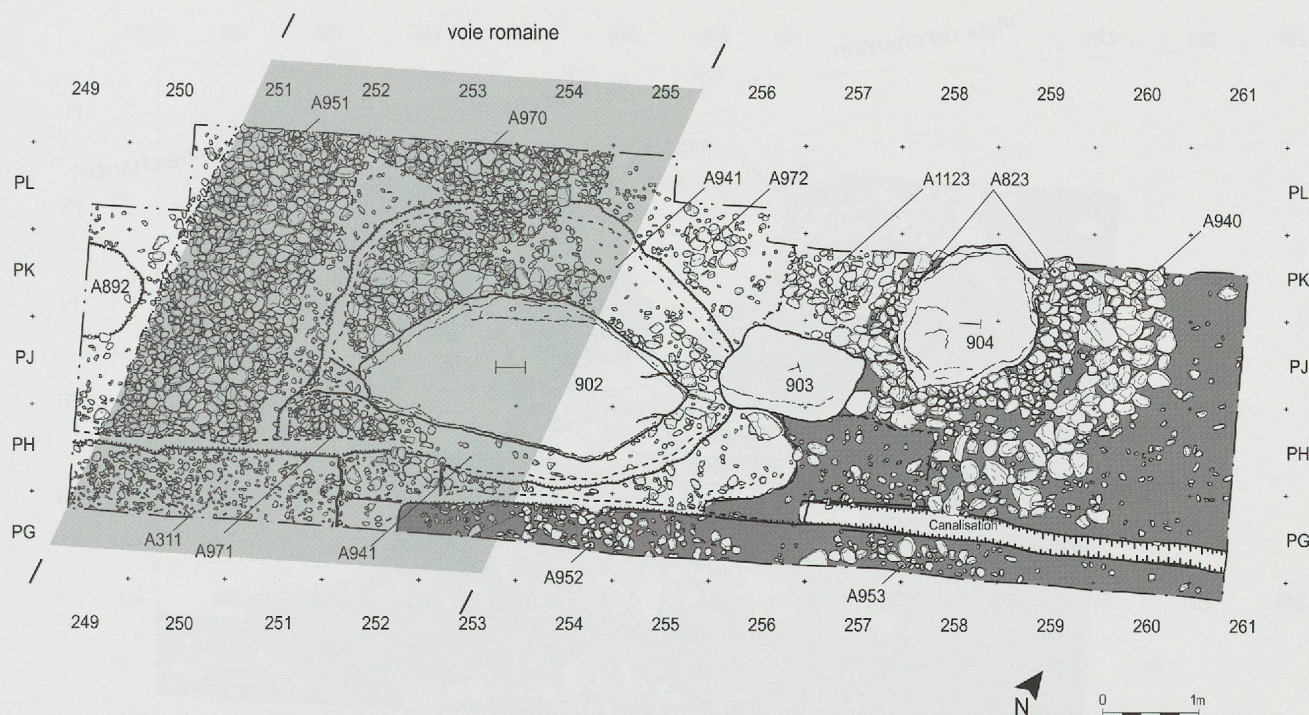 voie romaine
249 250 251 252 253 254 255 256 257 258 259 260 261
A951
A970
PL A941 A972 A1123 A823 PL
A940
PK A892 PK
904
PJ 902 903 PJ
PH PH
Canalisation
PG A311 A971 A941 PG
A952
A953
249 250 251 252 253 254 255 256 257 258 259 260 261
N
0 1m